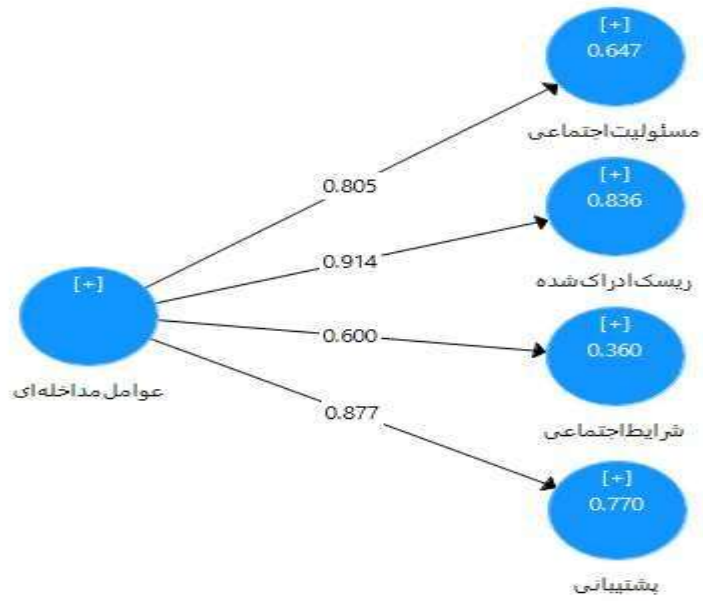 [+]
0.647
مسئولیت‌اجتماعی
0.805
[+]
0.836
ریسک‌ادراک‌شده
0.914
[+]
عوامل‌مداخله‌ای
0.600
[+]
0.360
شرایط‌اجتماعی
0.877
[+]
0.770
پشتیبانی